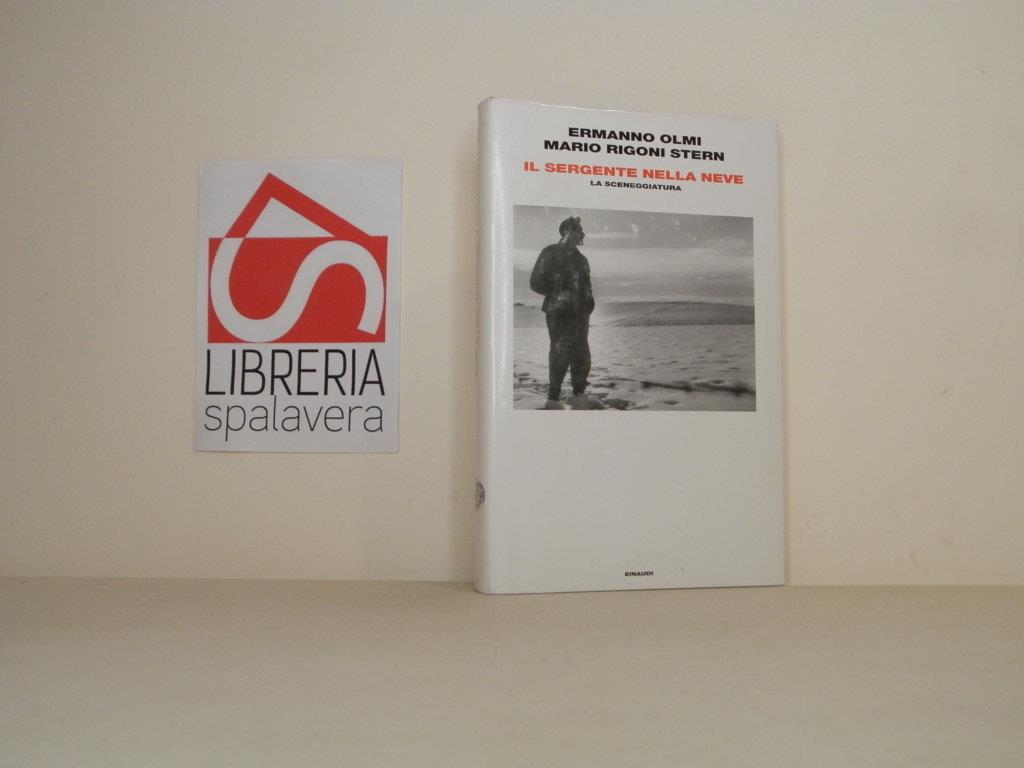 LIBRERIA
spalavera
ERMANNO OLMI
MARIO RIGONI STERN
IL SERGENTE NELLA NEVE
LA SCENEGGIATURA
EINAUDI